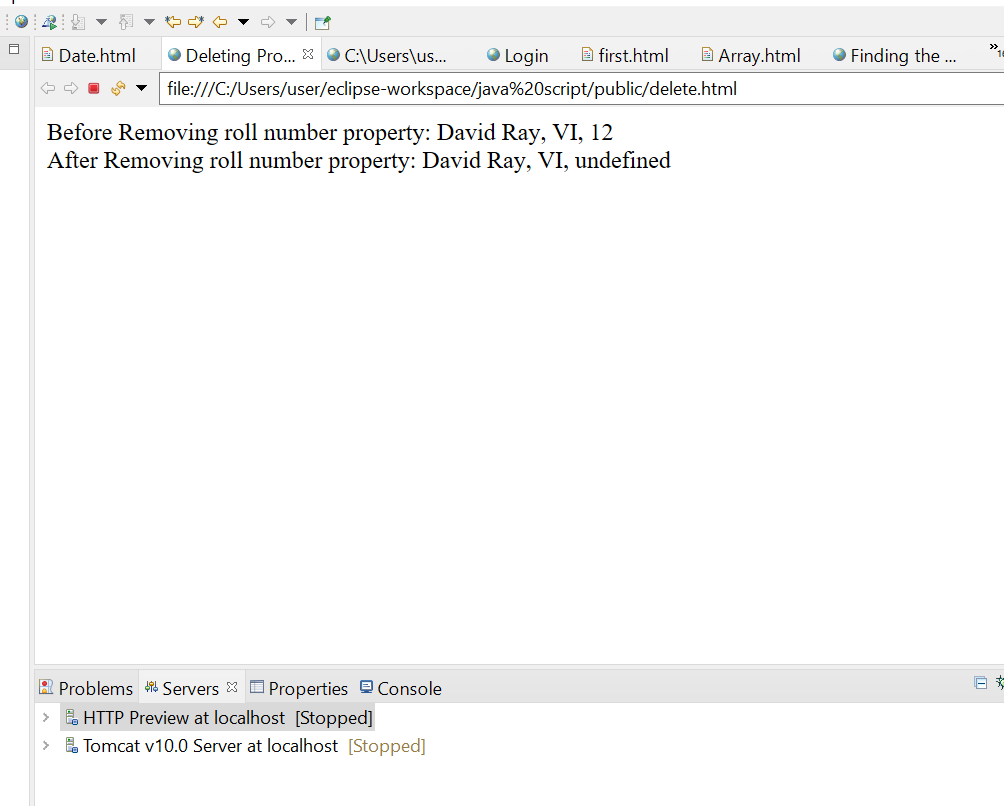 Date.html Deleting Pro... C:\Users\us... Login first.html Array.html Finding the ...
file:///C:/Users/user/eclipse-workspace/java%20script/public/delete.html
Before Removing roll number property: David Ray, VI, 12
After Removing roll number property: David Ray, VI, undefined
Problems Servers Properties Console
HTTP Preview at localhost [Stopped]
Tomcat v10.0 Server at localhost [Stopped]